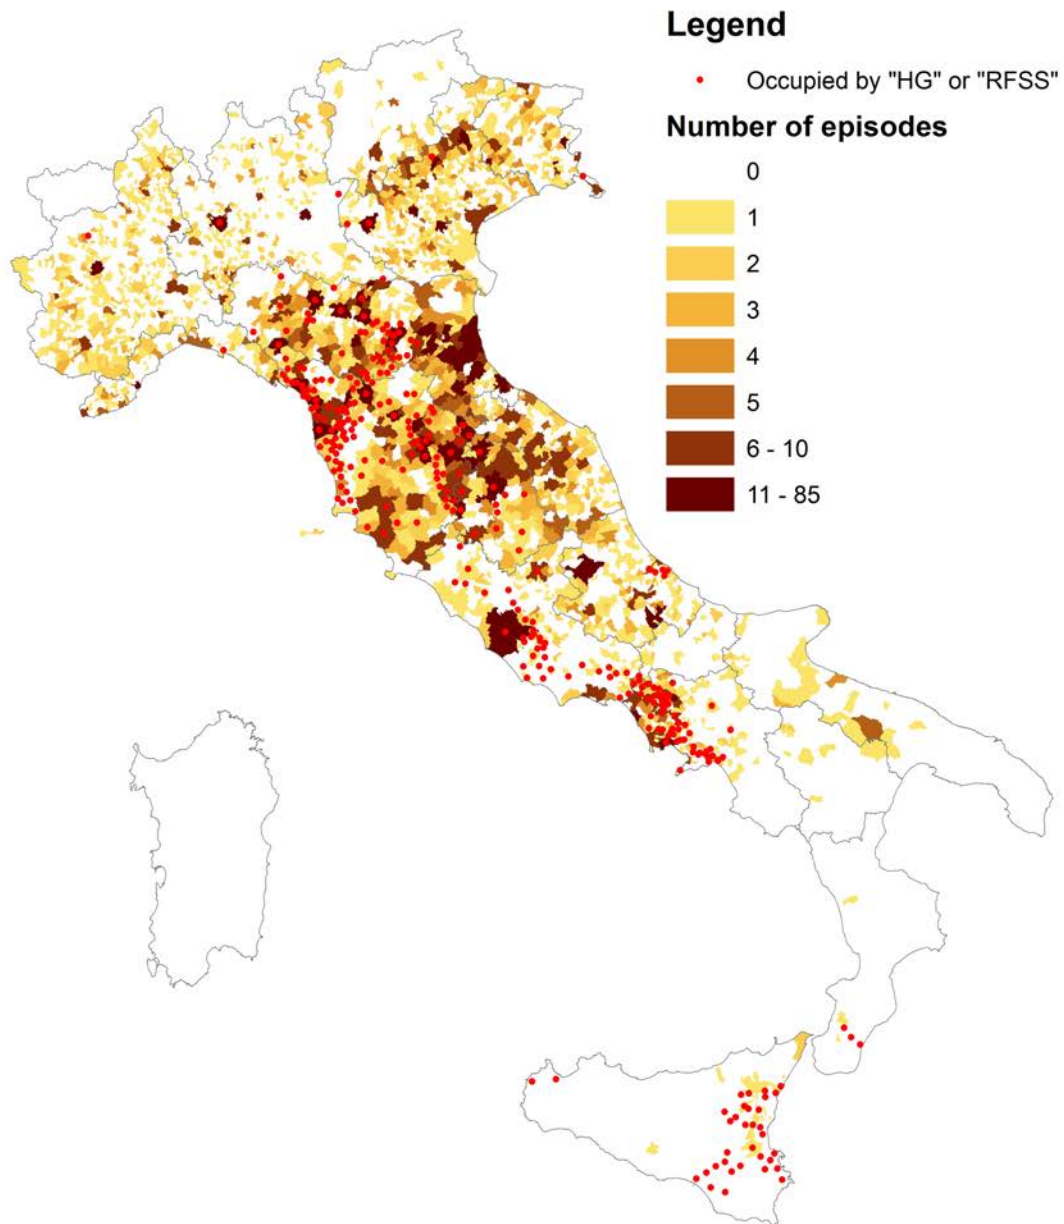 Legend
Occupied by "HG" or "RFSS"
Number of episodes
0
1
2
3
4
5
6 - 10
11 - 85